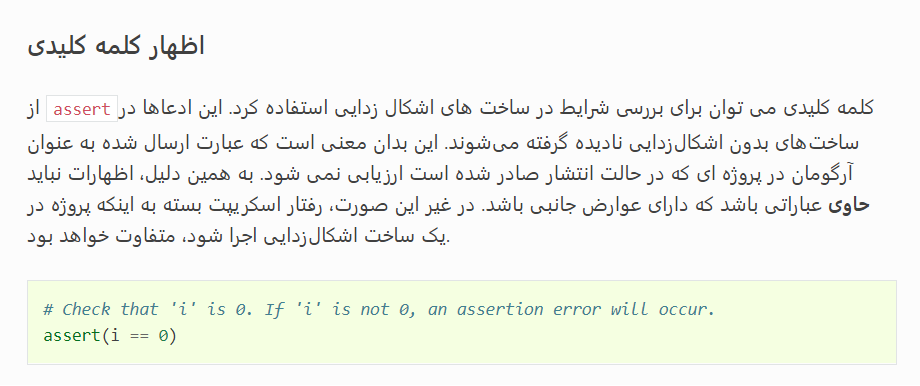 اظهار کلمه کلیدی
از assert کلمه کلیدی می توان برای بررسی شرایط در ساخت های اشکال زدایی استفاده کرد. این ادعاها در
ساخت‌های بدون اشکال‌زدایی نادیده گرفته می‌شوند. این بدان معنی است که عبارت ارسال شده به عنوان
آرگومان در پروژه ای که در حالت انتشار صادر شده است ارزیابی نمی شود. به همین دلیل، اظهارات نباید
حاوی عباراتی باشد که دارای عوارض جانبی باشد. در غیر این صورت، رفتار اسکریپت بسته به اینکه پروژه در
یک ساخت اشکال‌زدایی اجرا شود، متفاوت خواهد بود.
# Check that 'i' is 0. If 'i' is not 0, an assertion error will occur.
assert(i == 0)